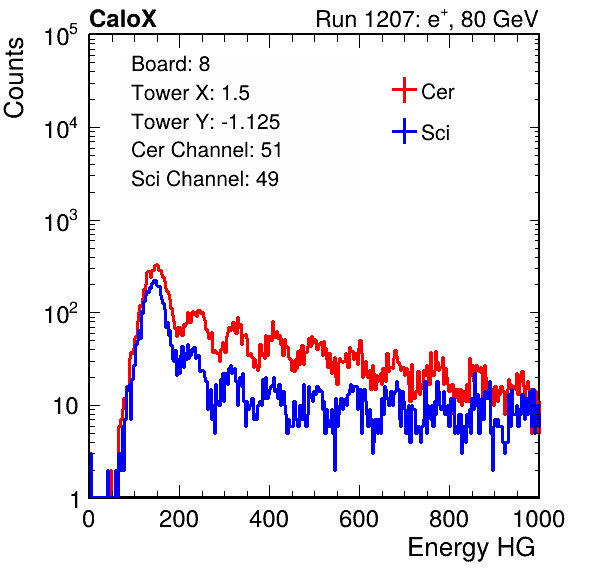 CaloX Run 1207: e⁺, 80 GeV
Counts
10⁵
10⁴
10³
10²
10
1
Board: 8
Tower X: 1.5
Tower Y: -1.125
Cer Channel: 51
Sci Channel: 49
Cer
Sci
0 200 400 600 800 1000
Energy HG